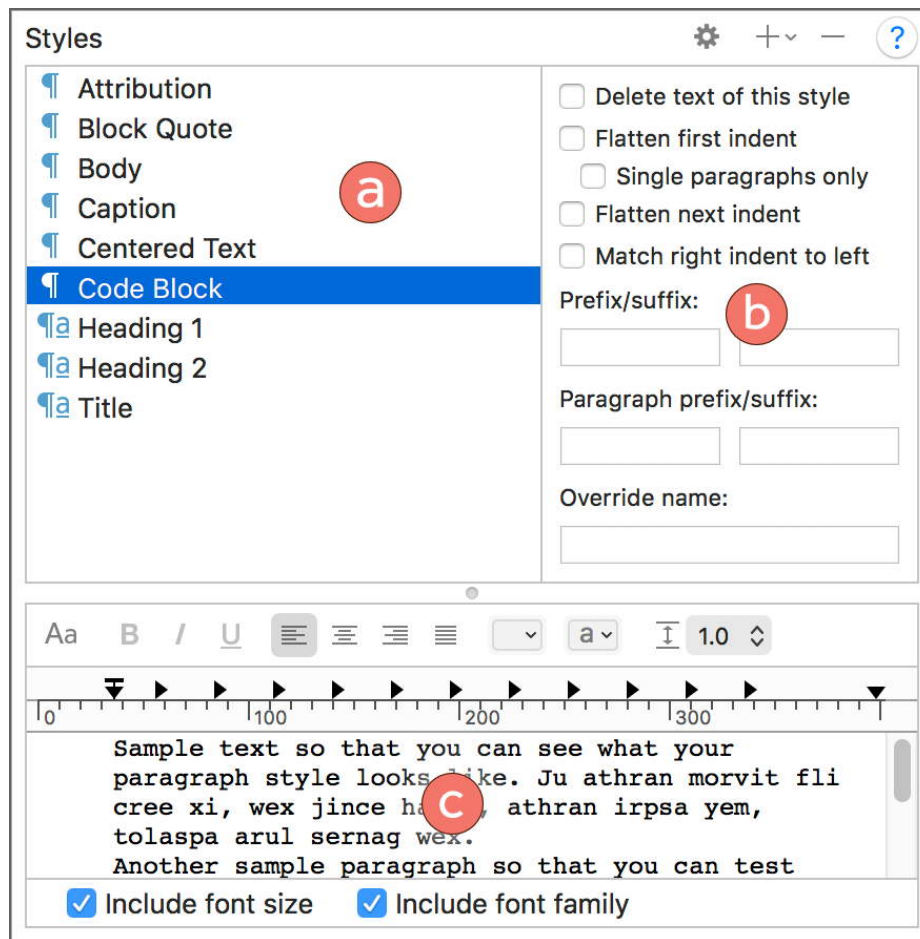 Styles
?
¶ Attribution
¶ Block Quote
¶ Body
¶ Caption
¶ Centered Text
¶ Code Block
¶a Heading 1
¶a Heading 2
¶a Title
a
Delete text of this style
Flatten first indent
Single paragraphs only
Flatten next indent
Match right indent to left
Prefix/suffix:
b
Paragraph prefix/suffix:
Override name:
Aa B I U a 1.0
0 100 200 300
Sample text so that you can see what your
paragraph style looks like. Ju athran morvit fli
cree xi, wex jince athran irpsa yem,
tolaspa arul sernag wex.
Another sample paragraph so that you can test
c
Include font size Include font family